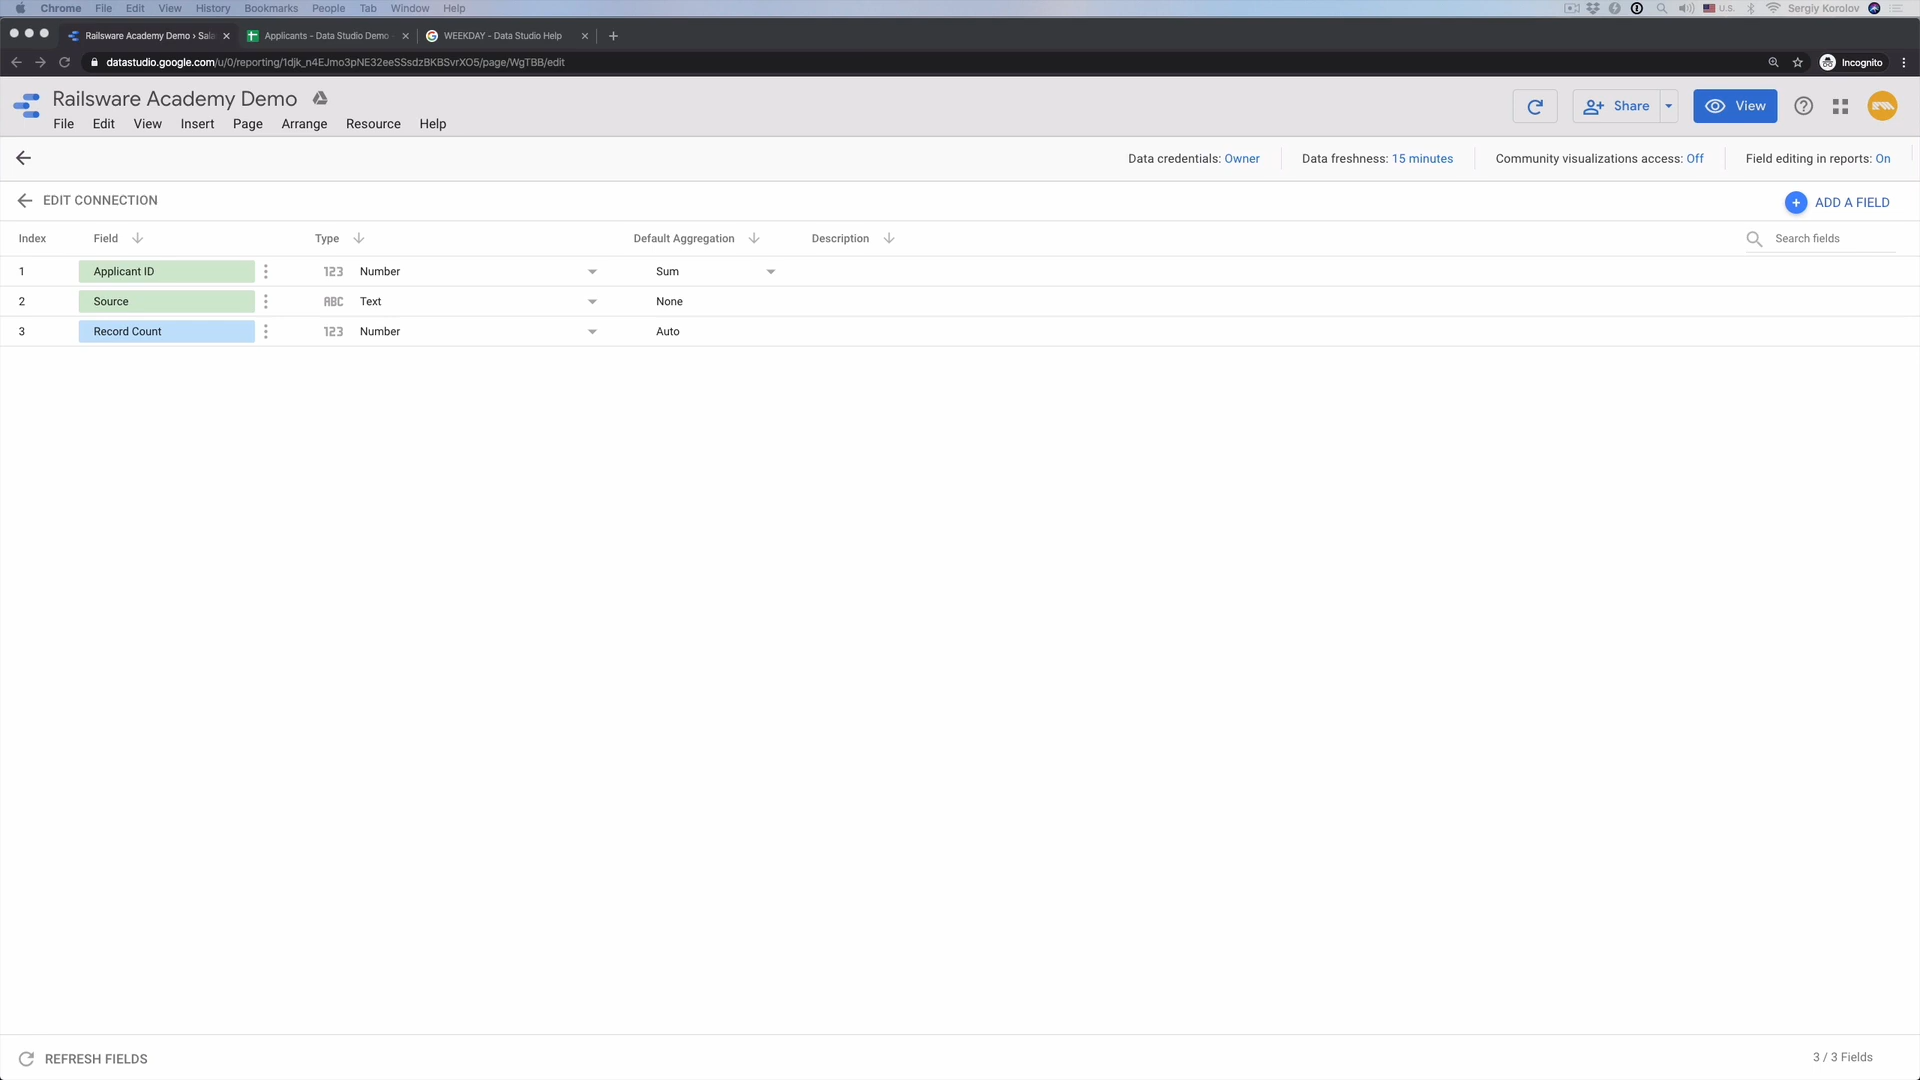 Chrome File Edit View History Bookmarks People Tab Window Help U.S. Sergiy Korolov
Railsware Academy Demo › Sala Applicants - Data Studio Demo WEEKDAY - Data Studio Help
datastudio.google.com/u/0/reporting/1djk_n4EJmo3pNE32eeSSsdzBKBSvrXO5/page/WgTBB/edit Incognito
Railsware Academy Demo
File Edit View Insert Page Arrange Resource Help
Share View
Data credentials: Owner Data freshness: 15 minutes Community visualizations access: Off Field editing in reports: On
EDIT CONNECTION ADD A FIELD
Index Field Type Default Aggregation Description Search fields
1 Applicant ID 123 Number Sum
2 Source ABC Text None
3 Record Count 123 Number Auto
REFRESH FIELDS 3 / 3 Fields